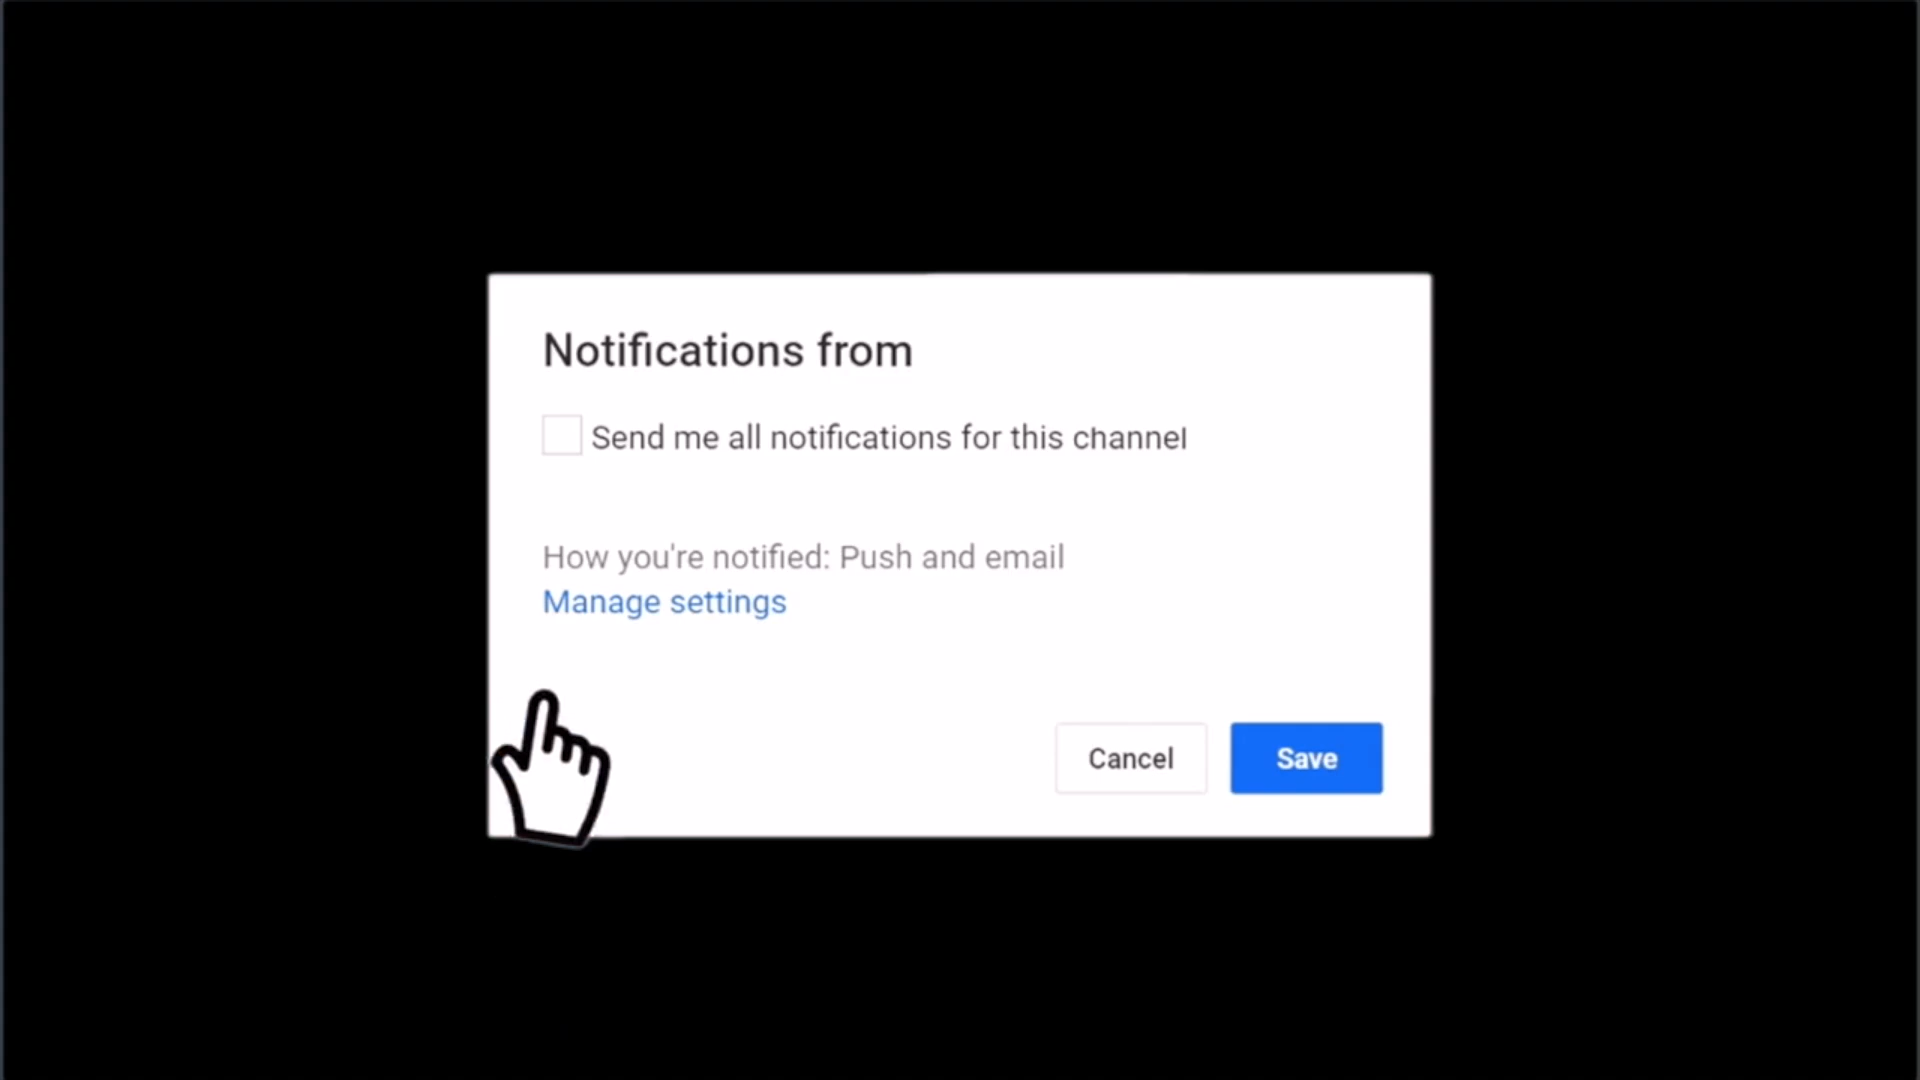 Notifications from
Send me all notifications for this channel
How you're notified: Push and email
Manage settings
Cancel
Save